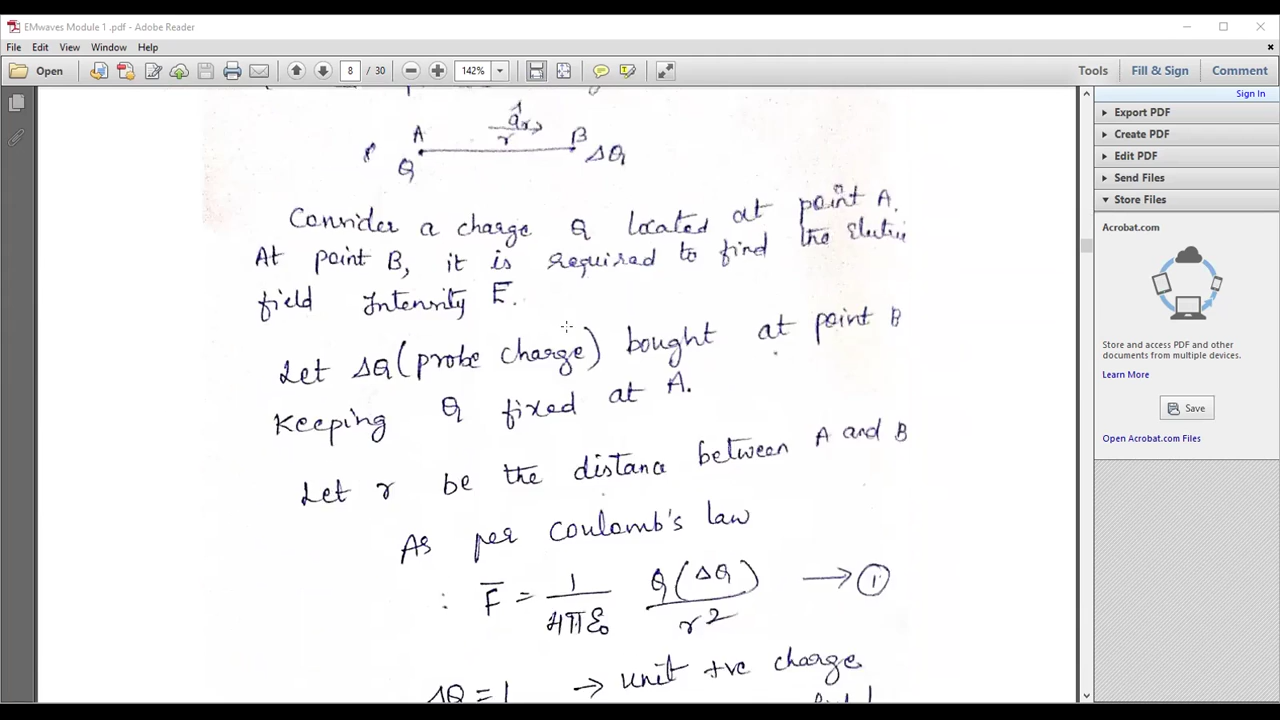 EMwaves Module 1 .pdf - Adobe Reader
File Edit View Window Help
Open 8 / 30 142% Tools Fill & Sign Comment
Sign In
Export PDF
Create PDF
Edit PDF
Send Files
Store Files
Acrobat.com
Store and access PDF and other
documents from multiple devices.
Learn More
Save
Open Acrobat.com Files
A r âr B
Q ΔQ
Consider a charge Q located at point A.
At point B, it is required to find the Electric
field Intensity E̅.
Let ΔQ (probe charge) bought at point B
Keeping Q fixed at A.
Let r be the distance between A and B
As per Coulomb's law
∴ F̅ = 1/4πε₀ Q(ΔQ)/r² → ①
ΔQ = 1 → unit +ve charge